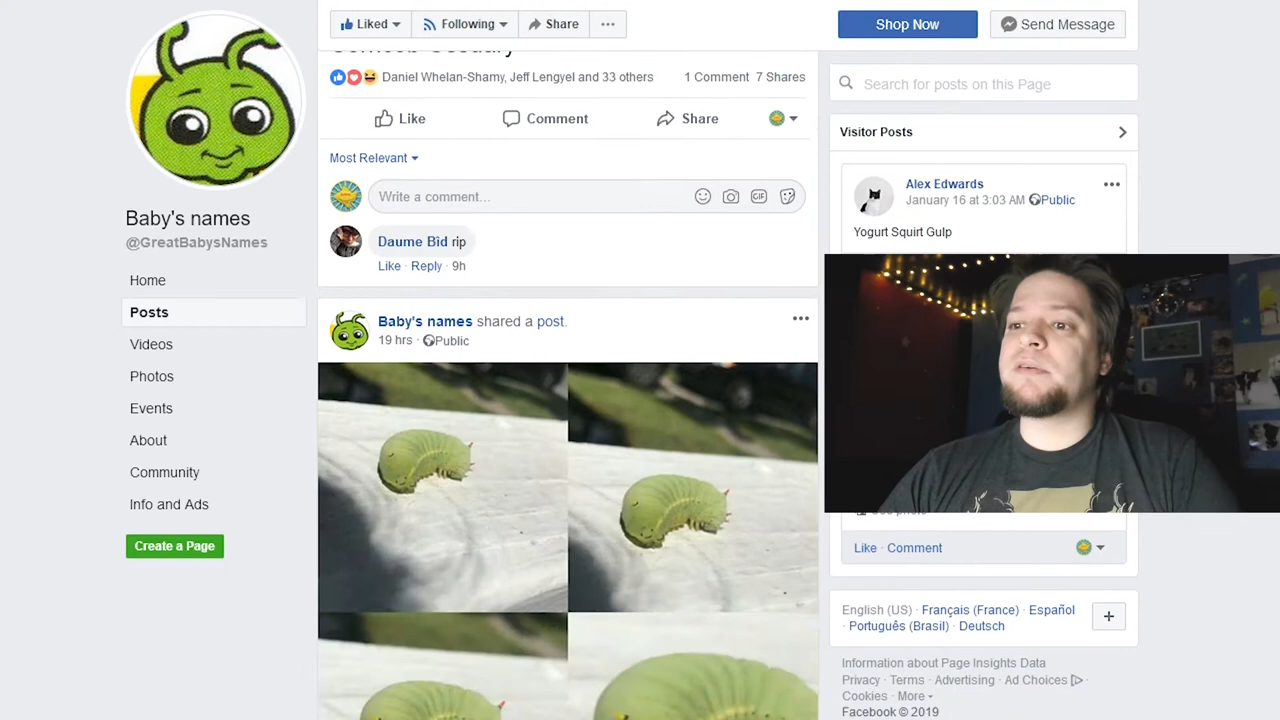 Liked
Following
Share
Shop Now
Send Message
Daniel Whelan-Shamy, Jeff Lengyel and 33 others
1 Comment 7 Shares
Like
Comment
Share
Most Relevant
Write a comment...
GIF
Daume Bid rip
Like · Reply · 9h
Baby's names shared a post.
19 hrs · Public
Baby's names
@GreatBabysNames
Home
Posts
Videos
Photos
Events
About
Community
Info and Ads
Create a Page
Search for posts on this Page
Visitor Posts
Alex Edwards
January 16 at 3:03 AM Public
Yogurt Squirt Gulp
Like · Comment
English (US) · Français (France) · Español
· Português (Brasil) · Deutsch
Information about Page Insights Data
Privacy · Terms · Advertising · Ad Choices ·
Cookies · More
Facebook © 2019